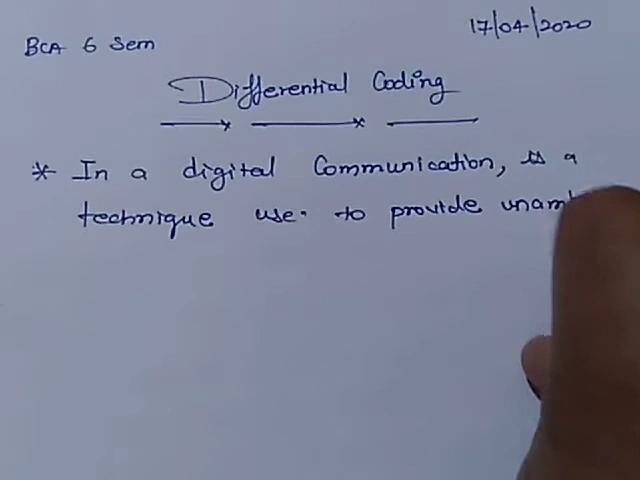 17/04/2020
BCA 6 Sem
Differential Coding
* In a digital Communication, is a
technique use. to provide